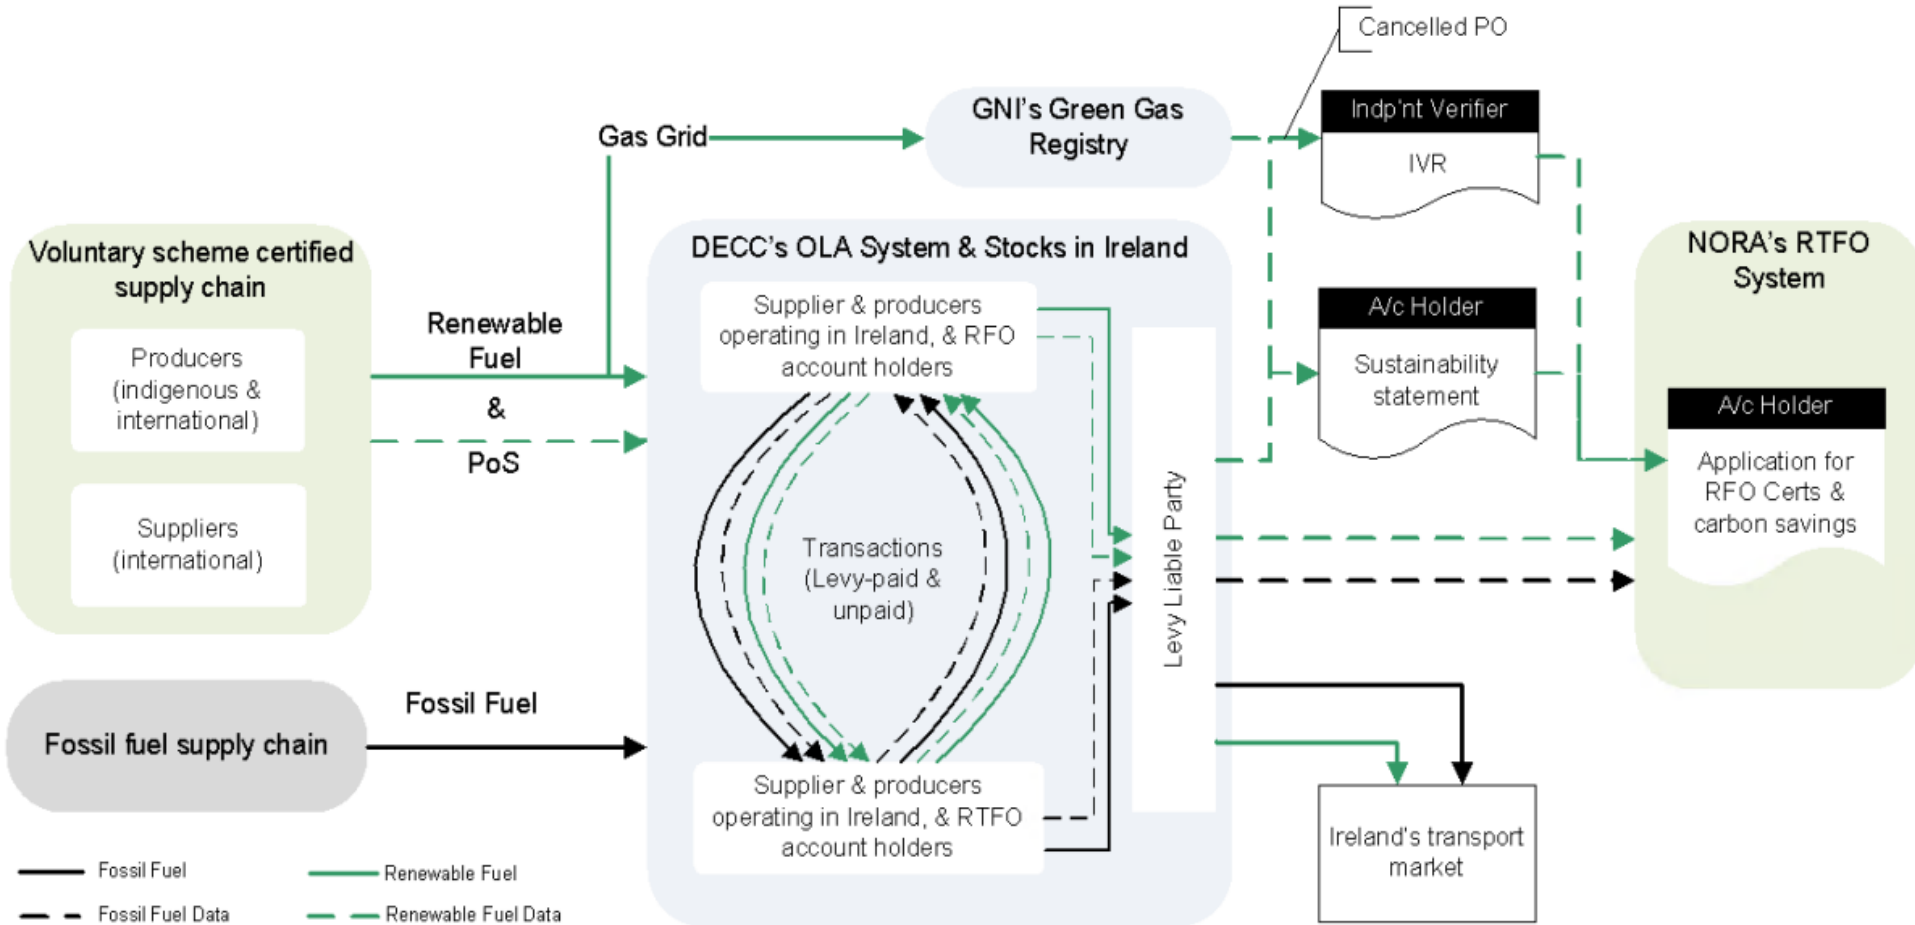 Cancelled PO
Indp'nt Verifier
IVR
GNI's Green Gas
Registry
Gas Grid
Voluntary scheme certified
supply chain
Producers
(indigenous &
international)
Suppliers
(international)
Renewable
Fuel
&
PoS
DECC's OLA System & Stocks in Ireland
Supplier & producers
operating in Ireland, & RFO
account holders
Transactions
(Levy-paid &
unpaid)
Supplier & producers
operating in Ireland, & RTFO
account holders
Levy Liable Party
A/c Holder
Sustainability
statement
NORA's RTFO
System
A/c Holder
Application for
RFO Certs &
carbon savings
Fossil fuel supply chain
Fossil Fuel
Ireland's transport
market
Fossil Fuel
Renewable Fuel
Fossil Fuel Data
Renewable Fuel Data